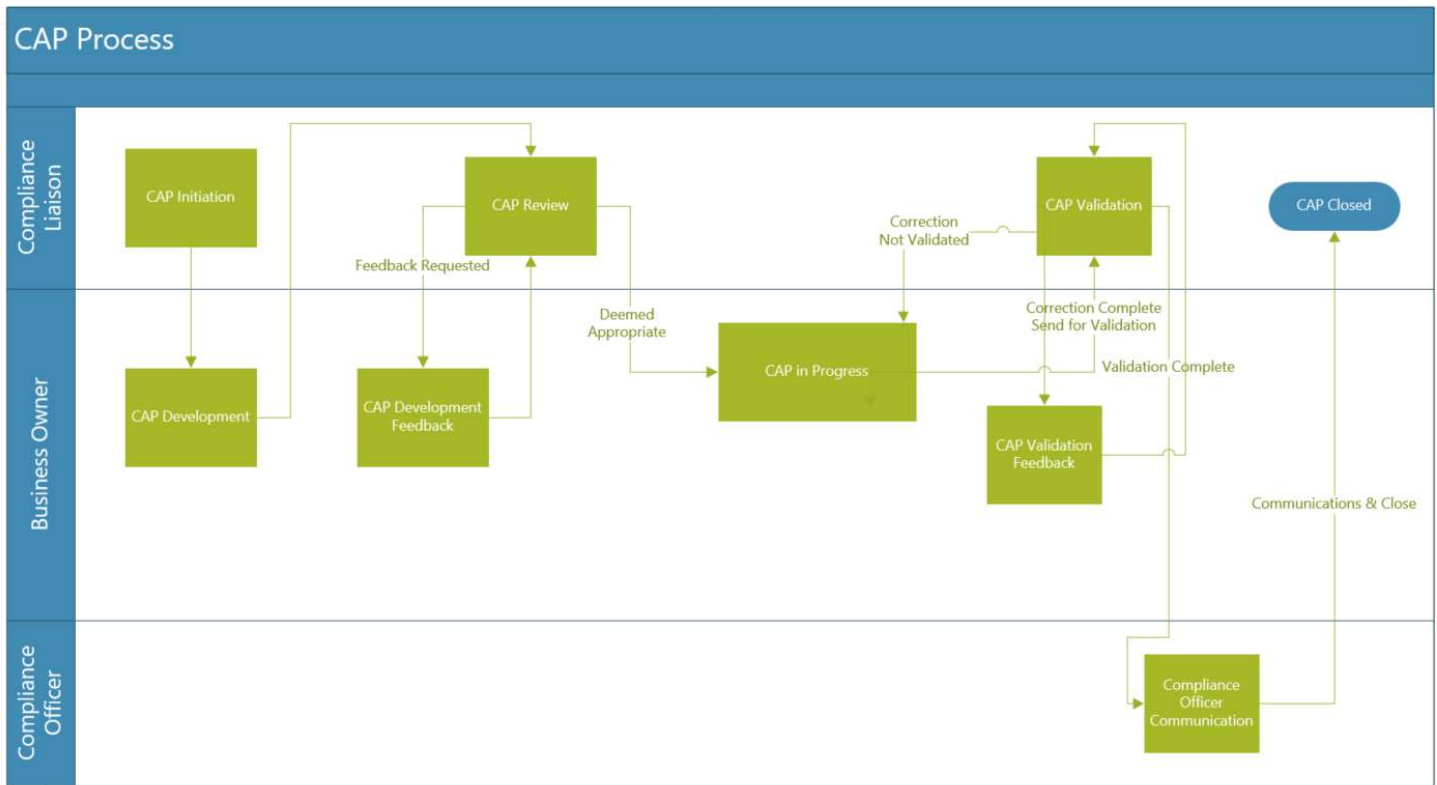 CAP Process
Compliance
Liaison
CAP Initiation
CAP Review
CAP Validation
CAP Closed
Correction
Not Validated
Feedback Requested
Business Owner
Deemed
Appropriate
Correction Complete
Send for Validation
CAP in Progress
Validation Complete
CAP Development
CAP Development
Feedback
CAP Validation
Feedback
Communications & Close
Compliance
Officer
Compliance
Officer
Communication